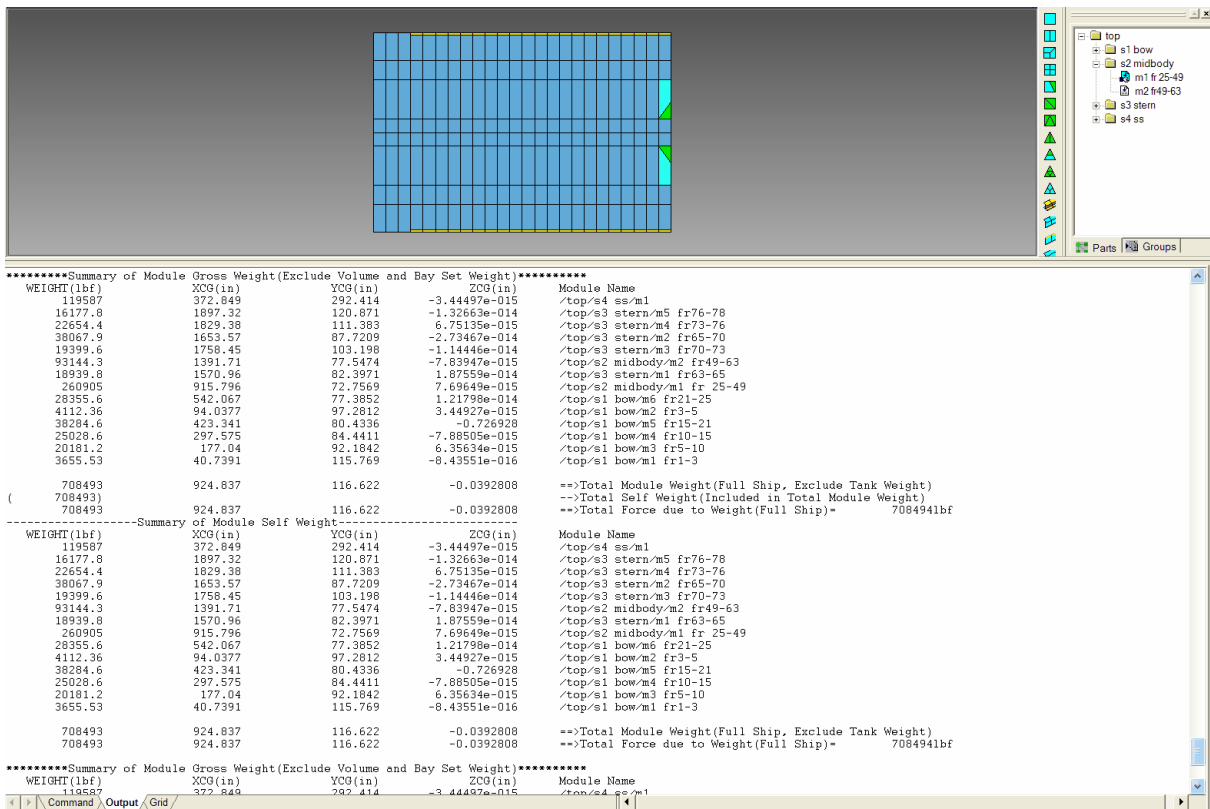 top
s1 bow
s2 midbody
m1 fr 25-49
m2 fr49-63
s3 stern
s4 ss
Parts Groups
*********Summary of Module Gross Weight(Exclude Volume and Bay Set Weight)**********
WEIGHT(lbf) XCG(in) YCG(in) ZCG(in) Module Name
119587 372.849 292.414 -3.44497e-015 /top/s4 ss/m1
16177.8 1897.32 120.871 -1.32663e-014 /top/s3 stern/m5 fr76-78
22654.4 1829.38 111.383 6.75135e-015 /top/s3 stern/m4 fr73-76
38067.9 1653.57 87.7209 -2.73467e-014 /top/s3 stern/m2 fr65-70
19399.6 1758.45 103.198 -1.14446e-014 /top/s3 stern/m3 fr70-73
93144.3 1391.71 77.5474 -7.83947e-015 /top/s2 midbody/m2 fr49-63
18939.8 1570.96 82.3971 1.87559e-014 /top/s3 stern/m1 fr63-65
260905 915.796 72.7569 7.69649e-015 /top/s2 midbody/m1 fr 25-49
28355.6 542.067 77.3852 1.21798e-014 /top/s1 bow/m6 fr21-25
4112.36 94.0377 97.2812 3.44927e-015 /top/s1 bow/m2 fr3-5
38284.6 423.341 80.4336 -0.726928 /top/s1 bow/m5 fr15-21
25028.6 297.575 84.4411 -7.88505e-015 /top/s1 bow/m4 fr10-15
20181.2 177.04 92.1842 6.35634e-015 /top/s1 bow/m3 fr5-10
3655.53 40.7391 115.769 -8.43551e-016 /top/s1 bow/m1 fr1-3
708493 924.837 116.622 -0.0392808 ==>Total Module Weight(Full Ship, Exclude Tank Weight)
( 708493) -->Total Self Weight(Included in Total Module Weight)
708493 924.837 116.622 -0.0392808 ==>Total Force due to Weight(Full Ship)= 708494lbf
-------------------Summary of Module Self Weight--------------------------
WEIGHT(lbf) XCG(in) YCG(in) ZCG(in) Module Name
119587 372.849 292.414 -3.44497e-015 /top/s4 ss/m1
16177.8 1897.32 120.871 -1.32663e-014 /top/s3 stern/m5 fr76-78
22654.4 1829.38 111.383 6.75135e-015 /top/s3 stern/m4 fr73-76
38067.9 1653.57 87.7209 -2.73467e-014 /top/s3 stern/m2 fr65-70
19399.6 1758.45 103.198 -1.14446e-014 /top/s3 stern/m3 fr70-73
93144.3 1391.71 77.5474 -7.83947e-015 /top/s2 midbody/m2 fr49-63
18939.8 1570.96 82.3971 1.87559e-014 /top/s3 stern/m1 fr63-65
260905 915.796 72.7569 7.69649e-015 /top/s2 midbody/m1 fr 25-49
28355.6 542.067 77.3852 1.21798e-014 /top/s1 bow/m6 fr21-25
4112.36 94.0377 97.2812 3.44927e-015 /top/s1 bow/m2 fr3-5
38284.6 423.341 80.4336 -0.726928 /top/s1 bow/m5 fr15-21
25028.6 297.575 84.4411 -7.88505e-015 /top/s1 bow/m4 fr10-15
20181.2 177.04 92.1842 6.35634e-015 /top/s1 bow/m3 fr5-10
3655.53 40.7391 115.769 -8.43551e-016 /top/s1 bow/m1 fr1-3
708493 924.837 116.622 -0.0392808 ==>Total Module Weight(Full Ship, Exclude Tank Weight)
708493 924.837 116.622 -0.0392808 ==>Total Force due to Weight(Full Ship)= 708494lbf
*********Summary of Module Gross Weight(Exclude Volume and Bay Set Weight)**********
WEIGHT(lbf) XCG(in) YCG(in) ZCG(in) Module Name
119587 372.849 292.414 -3.44497e-015 /top/s4 ss/m1
Command Output Grid